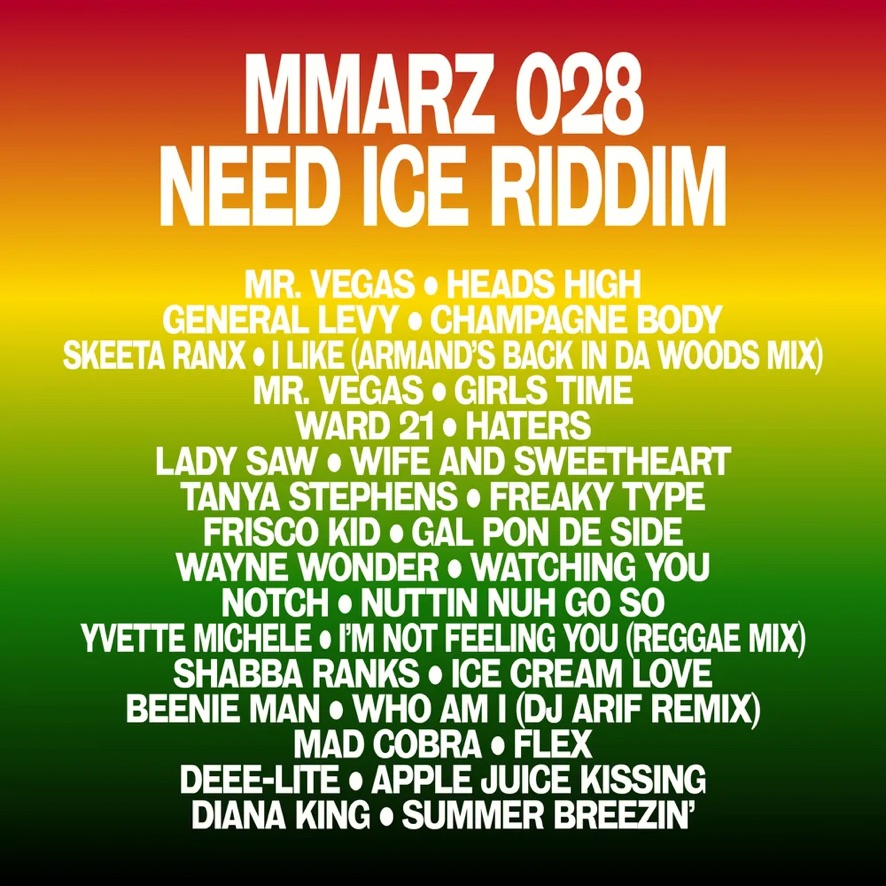 MMARZ 028
NEED ICE RIDDIM
MR. VEGAS • HEADS HIGH
GENERAL LEVY • CHAMPAGNE BODY
SKEETA RANX • I LIKE (ARMAND'S BACK IN DA WOODS MIX)
MR. VEGAS • GIRLS TIME
WARD 21 • HATERS
LADY SAW • WIFE AND SWEETHEART
TANYA STEPHENS • FREAKY TYPE
FRISCO KID • GAL PON DE SIDE
WAYNE WONDER • WATCHING YOU
NOTCH • NUTTIN NUH GO SO
YVETTE MICHELE • I'M NOT FEELING YOU (REGGAE MIX)
SHABBA RANKS • ICE CREAM LOVE
BEENIE MAN • WHO AM I (DJ ARIF REMIX)
MAD COBRA • FLEX
DEEE-LITE • APPLE JUICE KISSING
DIANA KING • SUMMER BREEZIN'